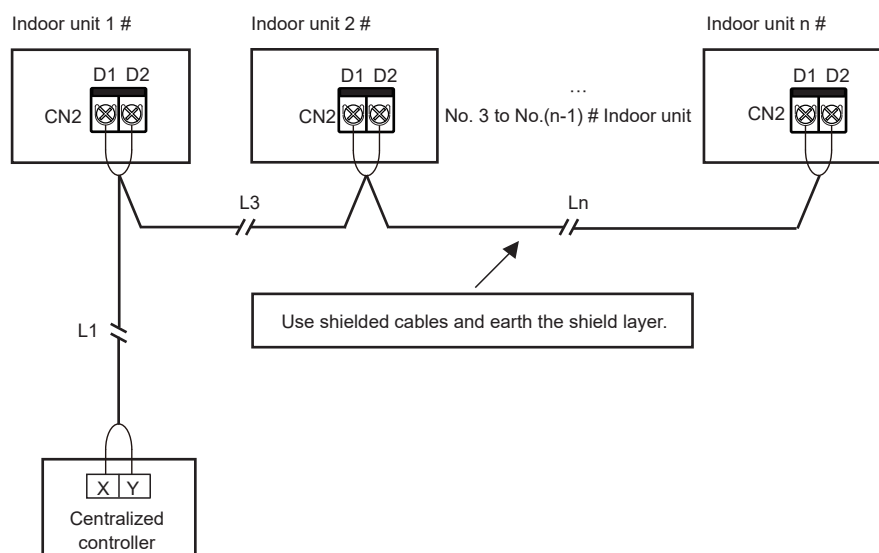 Indoor unit 1 #
Indoor unit 2 #
Indoor unit n #
D1 D2
D1 D2
...
D1 D2
CN2
CN2
No. 3 to No.(n-1) # Indoor unit
CN2
L3
Ln
Use shielded cables and earth the shield layer.
L1
X Y
Centralized
controller